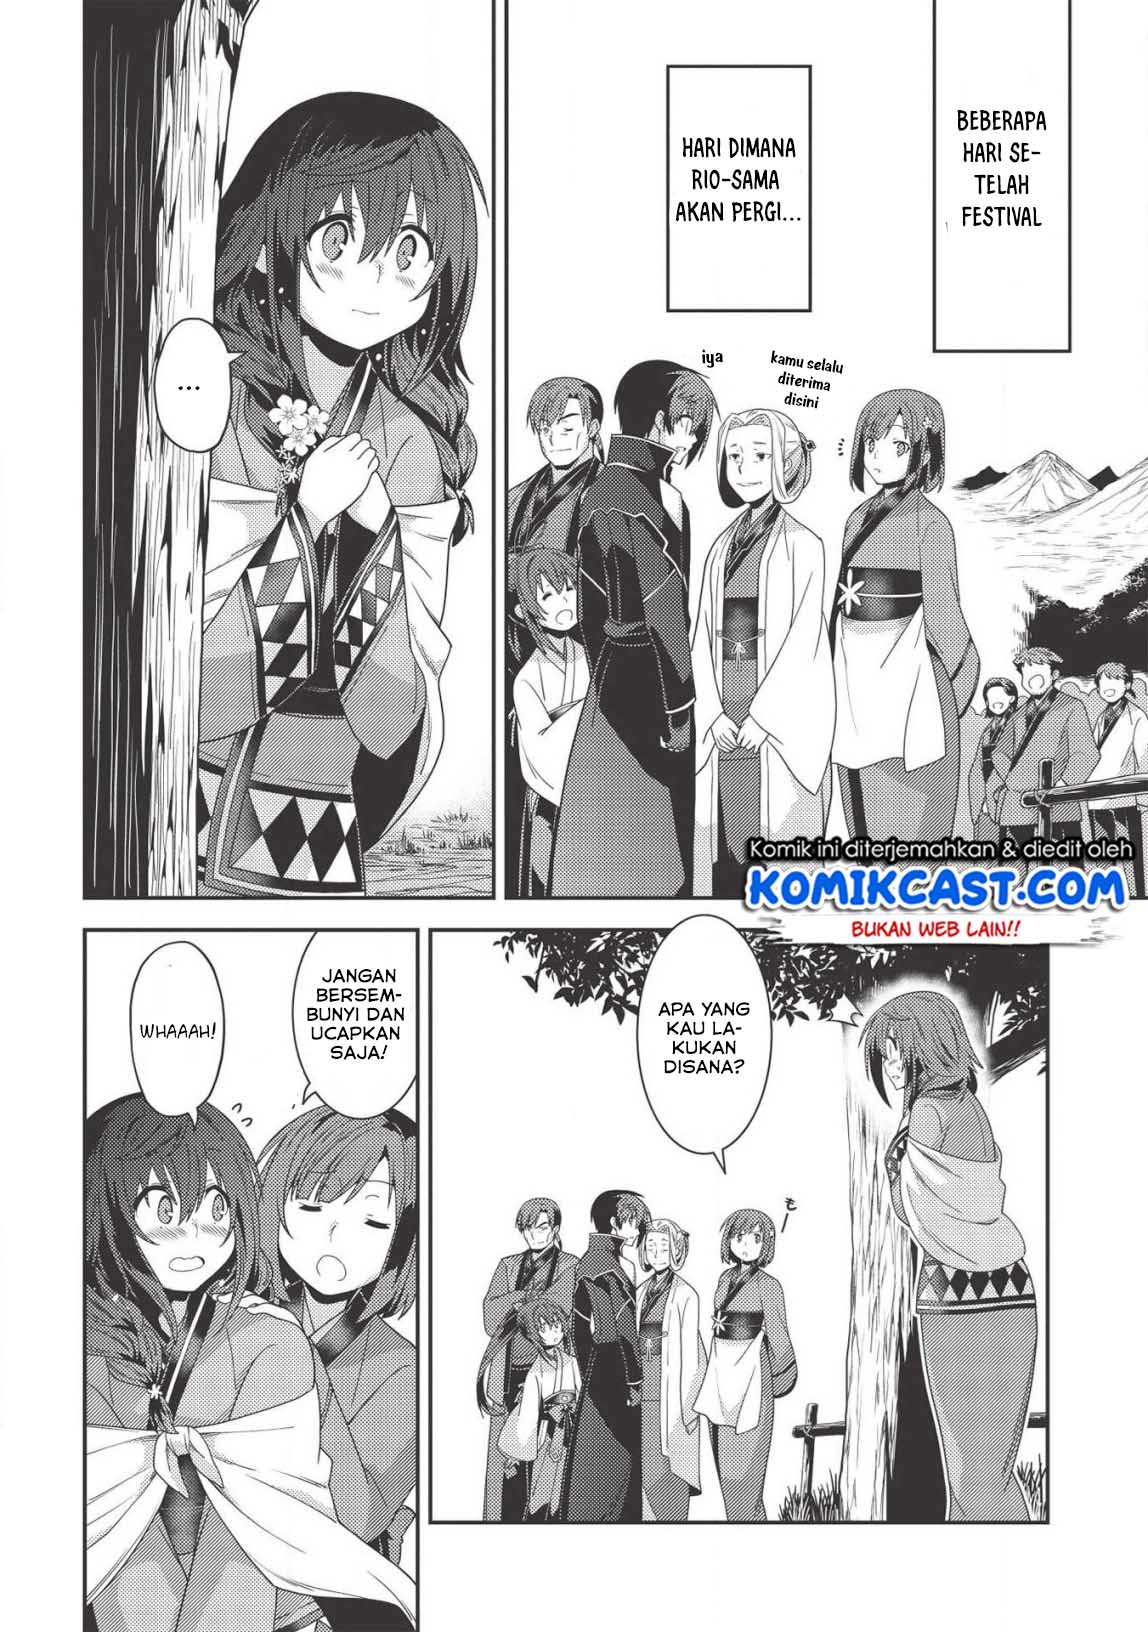 BEBERAPA
HARI SE-
TELAH
FESTIVAL
HARI DIMANA
RIO-SAMA
AKAN PERGI...
kamu selalu
diterima
disini
iya
...
Komik ini diterjemahkan & diedit oleh
KOMIKCAST.COM
BUKAN WEB LAIN!!
APA YANG
KAU LA-
KUKAN
DISANA?
もー
JANGAN
BERSEM-
BUNYI DAN
UCAPKAN
SAJA!
WHAAAH!